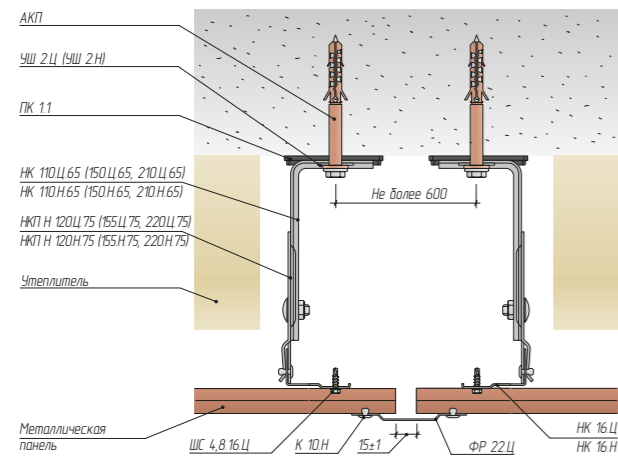 АКП
УШ 2.Ц (УШ 2.Н)
ПК 1.1
НК 110.Ц.65 (150.Ц.65, 210.Ц.65)
НК 110.Н.65 (150.Н.65, 210.Н.65)
Не более 600
НКП Н 120.Ц.75 (155.Ц.75, 220.Ц.75)
НКП Н 120.Н.75 (155.Н.75, 220.Н.75)
Утеплитель
Металлическая
панель
ШС 4,8.16.Ц
К 10.Н
15±1
ФР 22.Ц
НК 16.Ц
НК 16.Н